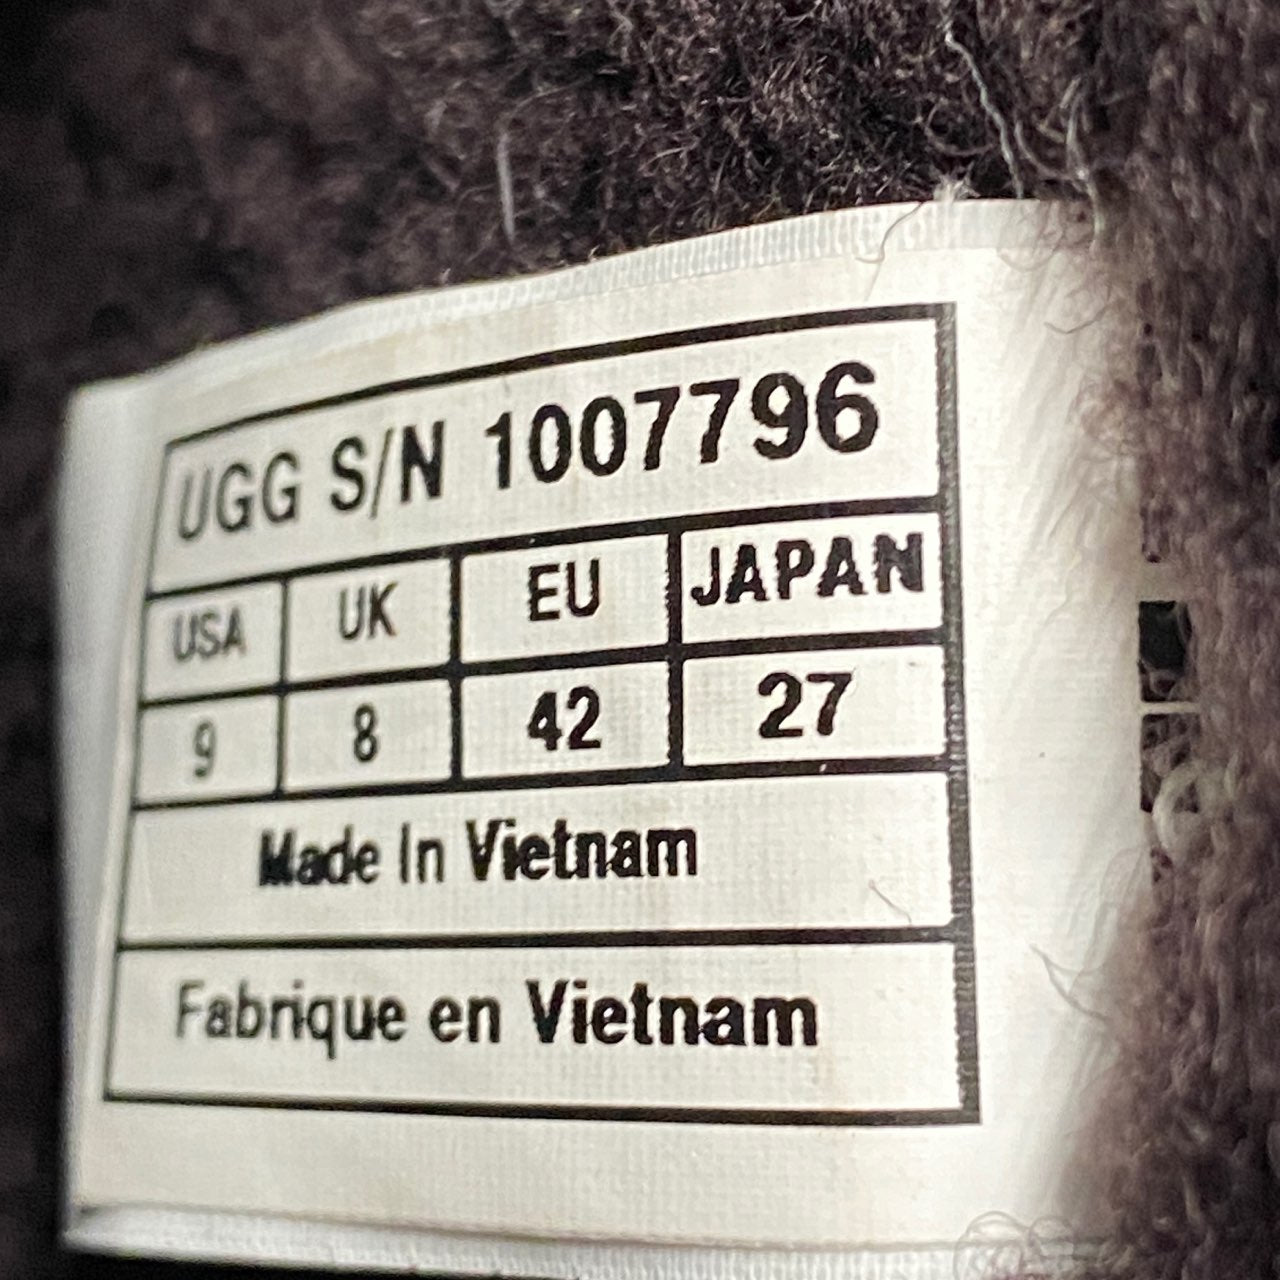 UGG S/N 1007796
USA UK EU JAPAN
9 8 42 27
Made In Vietnam
Fabrique en Vietnam